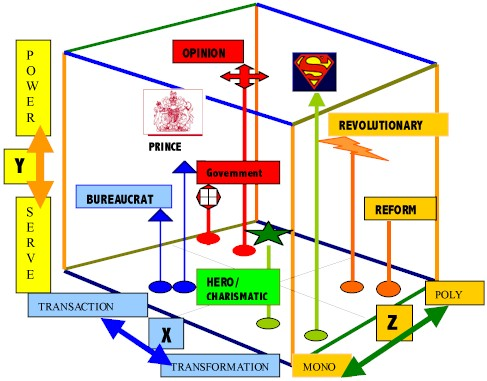 OPINION
P
O
W
E
R
REVOLUTIONARY
PRINCE
Y
Government
BUREAUCRAT
S
E
R
V
E
REFORM
HERO/
CHARISMATIC
POLY
TRANSACTION
X
Z
TRANSFORMATION
MONO